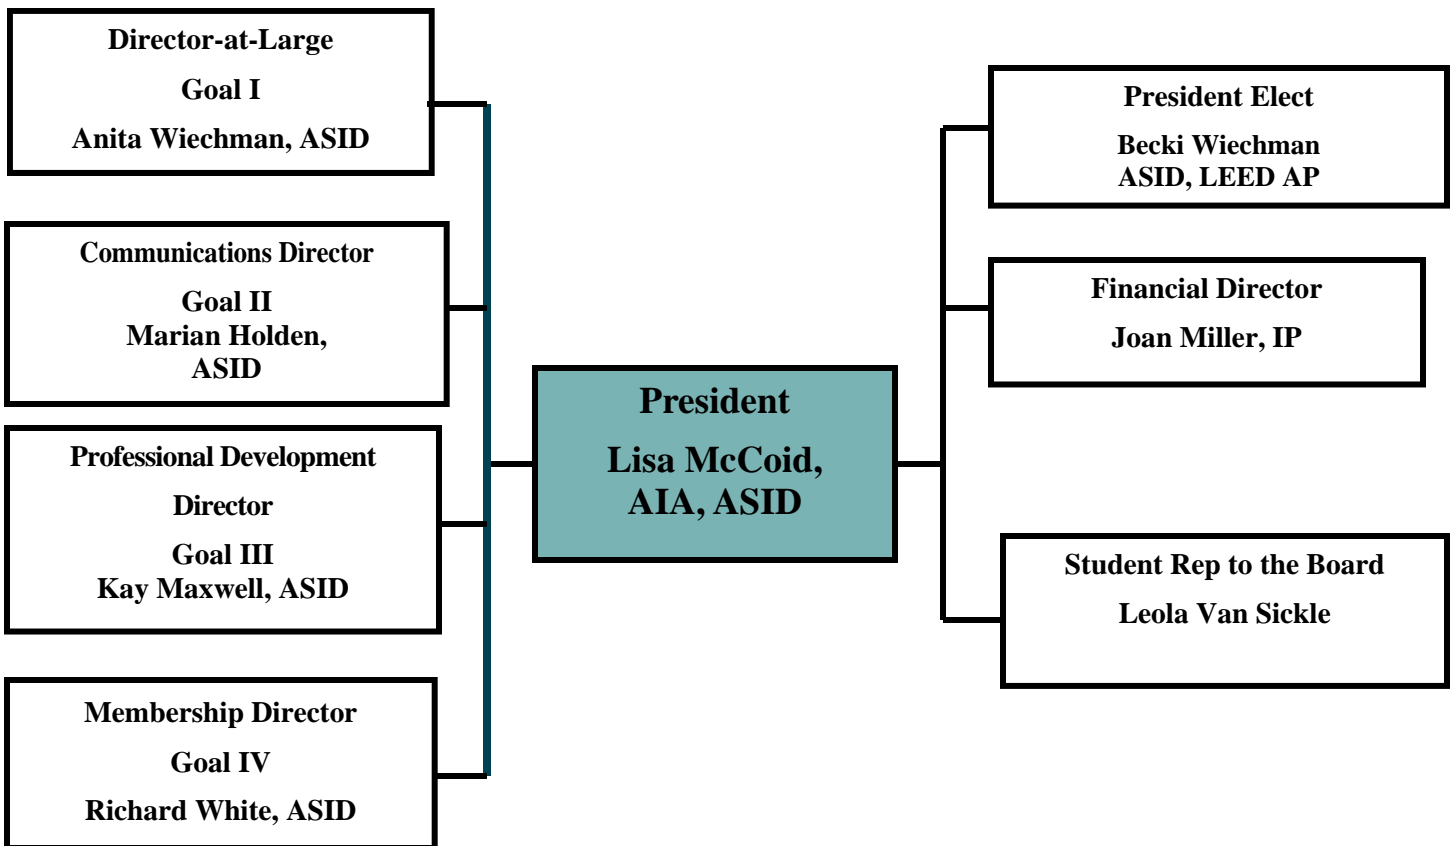 Director-at-Large
Goal I
Anita Wiechman, ASID
Communications Director
Goal II
Marian Holden,
ASID
Professional Development
Director
Goal III
Kay Maxwell, ASID
Membership Director
Goal IV
Richard White, ASID
President
Lisa McCoid,
AIA, ASID
President Elect
Becki Wiechman
ASID, LEED AP
Financial Director
Joan Miller, IP
Student Rep to the Board
Leola Van Sickle